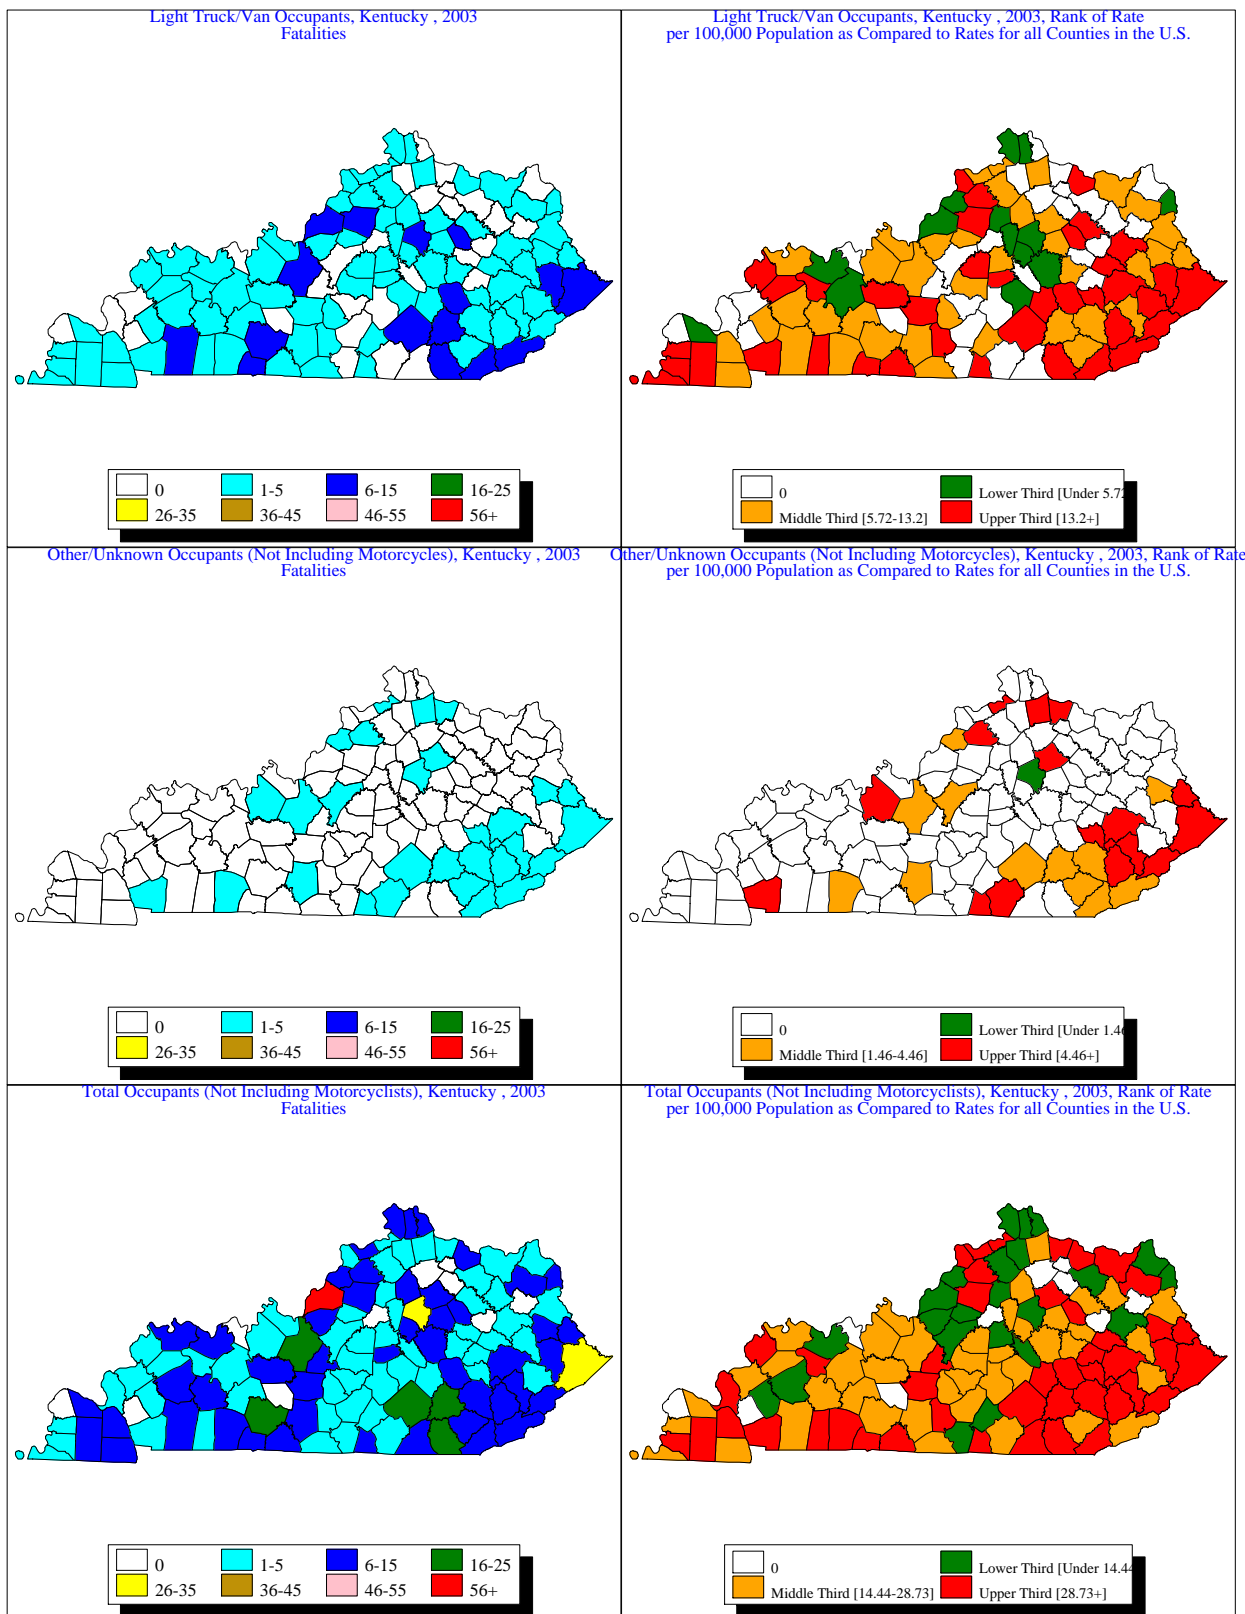 Light Truck/Van Occupants, Kentucky , 2003
Fatalities
0
1-5
6-15
16-25
26-35
36-45
46-55
56+
Light Truck/Van Occupants, Kentucky , 2003, Rank of Rate
per 100,000 Population as Compared to Rates for all Counties in the U.S.
0
Lower Third [Under 5.72
Middle Third [5.72-13.2]
Upper Third [13.2+]
Other/Unknown Occupants (Not Including Motorcycles), Kentucky , 2003
Fatalities
0
1-5
6-15
16-25
26-35
36-45
46-55
56+
Other/Unknown Occupants (Not Including Motorcycles), Kentucky , 2003, Rank of Rate
per 100,000 Population as Compared to Rates for all Counties in the U.S.
0
Lower Third [Under 1.46
Middle Third [1.46-4.46]
Upper Third [4.46+]
Total Occupants (Not Including Motorcyclists), Kentucky , 2003
Fatalities
0
1-5
6-15
16-25
26-35
36-45
46-55
56+
Total Occupants (Not Including Motorcyclists), Kentucky , 2003, Rank of Rate
per 100,000 Population as Compared to Rates for all Counties in the U.S.
0
Lower Third [Under 14.44
Middle Third [14.44-28.73]
Upper Third [28.73+]